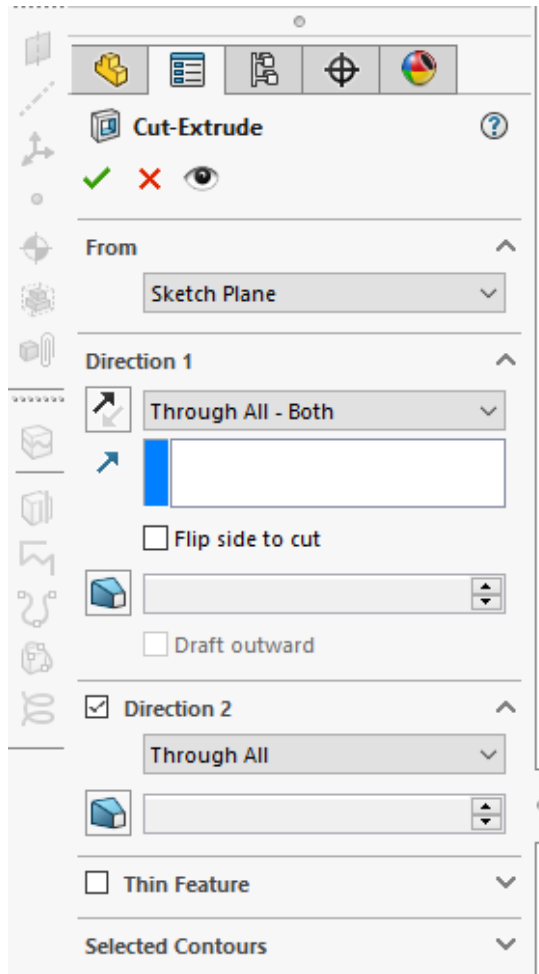 Cut-Extrude
?
From
Sketch Plane
Direction 1
Through All - Both
Flip side to cut
Draft outward
Direction 2
Through All
Thin Feature
Selected Contours